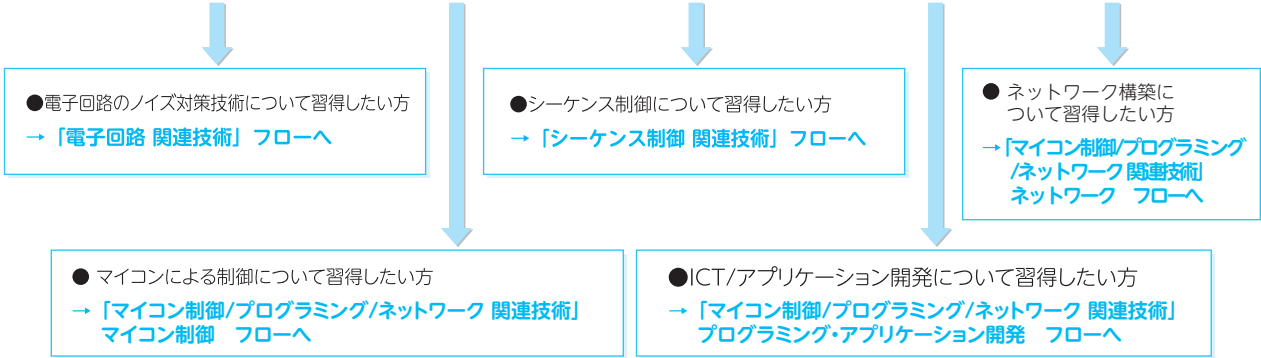 ●電子回路のノイズ対策技術について習得したい方
→「電子回路 関連技術」フローへ
●シーケンス制御について習得したい方
→「シーケンス制御 関連技術」フローへ
● ネットワーク構築に
ついて習得したい方
→「マイコン制御/プログラミング
/ネットワーク 関連技術」
ネットワーク　フローへ
● マイコンによる制御について習得したい方
→「マイコン制御/プログラミング/ネットワーク 関連技術」
マイコン制御　フローへ
●ICT/アプリケーション開発について習得したい方
→「マイコン制御/プログラミング/ネットワーク 関連技術」
プログラミング・アプリケーション開発　フローへ